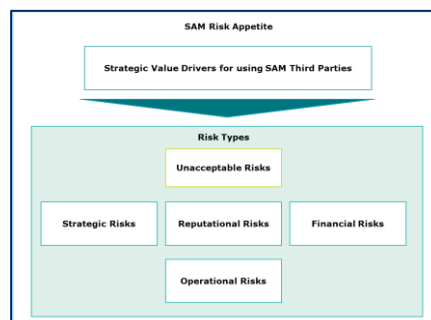 SAM Risk Appetite
Strategic Value Drivers for using SAM Third Parties
Risk Types
Unacceptable Risks
Strategic Risks
Reputational Risks
Financial Risks
Operational Risks